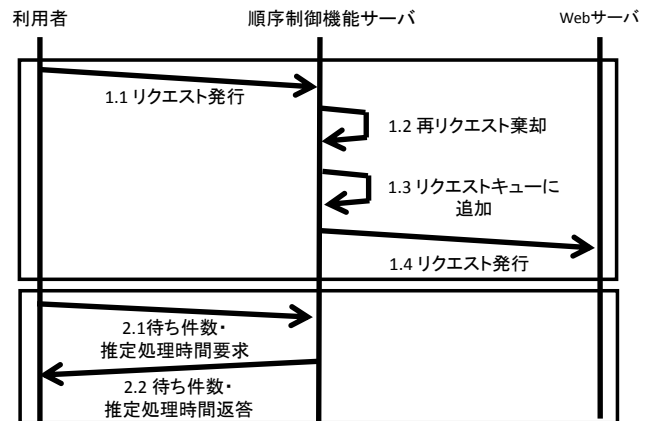 利用者
順序制御機能サーバ
Webサーバ
1.1 リクエスト発行
1.2 再リクエスト棄却
1.3 リクエストキューに
追加
1.4 リクエスト発行
2.1待ち件数・
推定処理時間要求
2.2 待ち件数・
推定処理時間返答